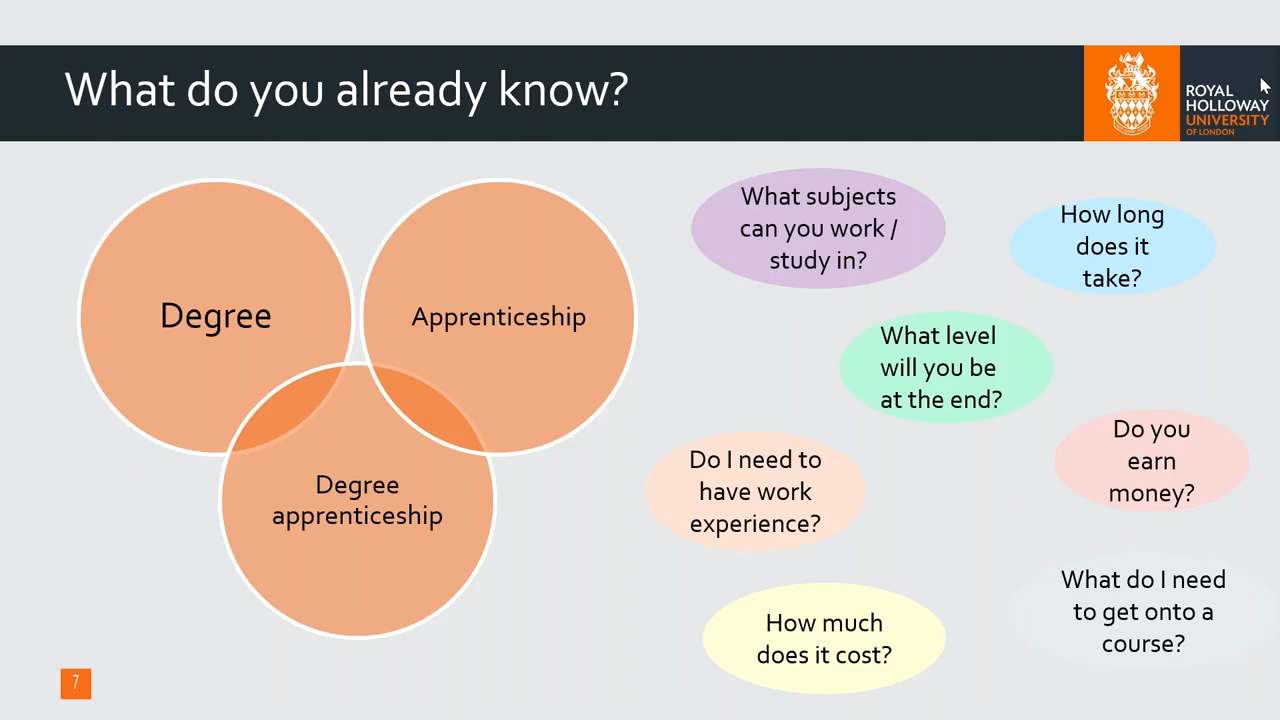 What do you already know?
ROYAL
HOLLOWAY
UNIVERSITY
OF LONDON
Degree
Apprenticeship
Degree
apprenticeship
What subjects
can you work /
study in?
How long
does it
take?
What level
will you be
at the end?
Do you
earn
money?
Do I need to
have work
experience?
What do I need
to get onto a
course?
How much
does it cost?
7